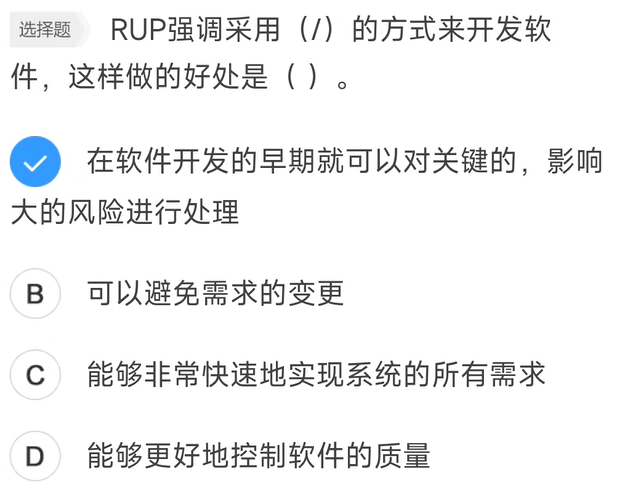 选择题 RUP强调采用（/）的方式来开发软
件，这样做的好处是（ ）。
在软件开发的早期就可以对关键的，影响
大的风险进行处理
B 可以避免需求的变更
C 能够非常快速地实现系统的所有需求
D 能够更好地控制软件的质量